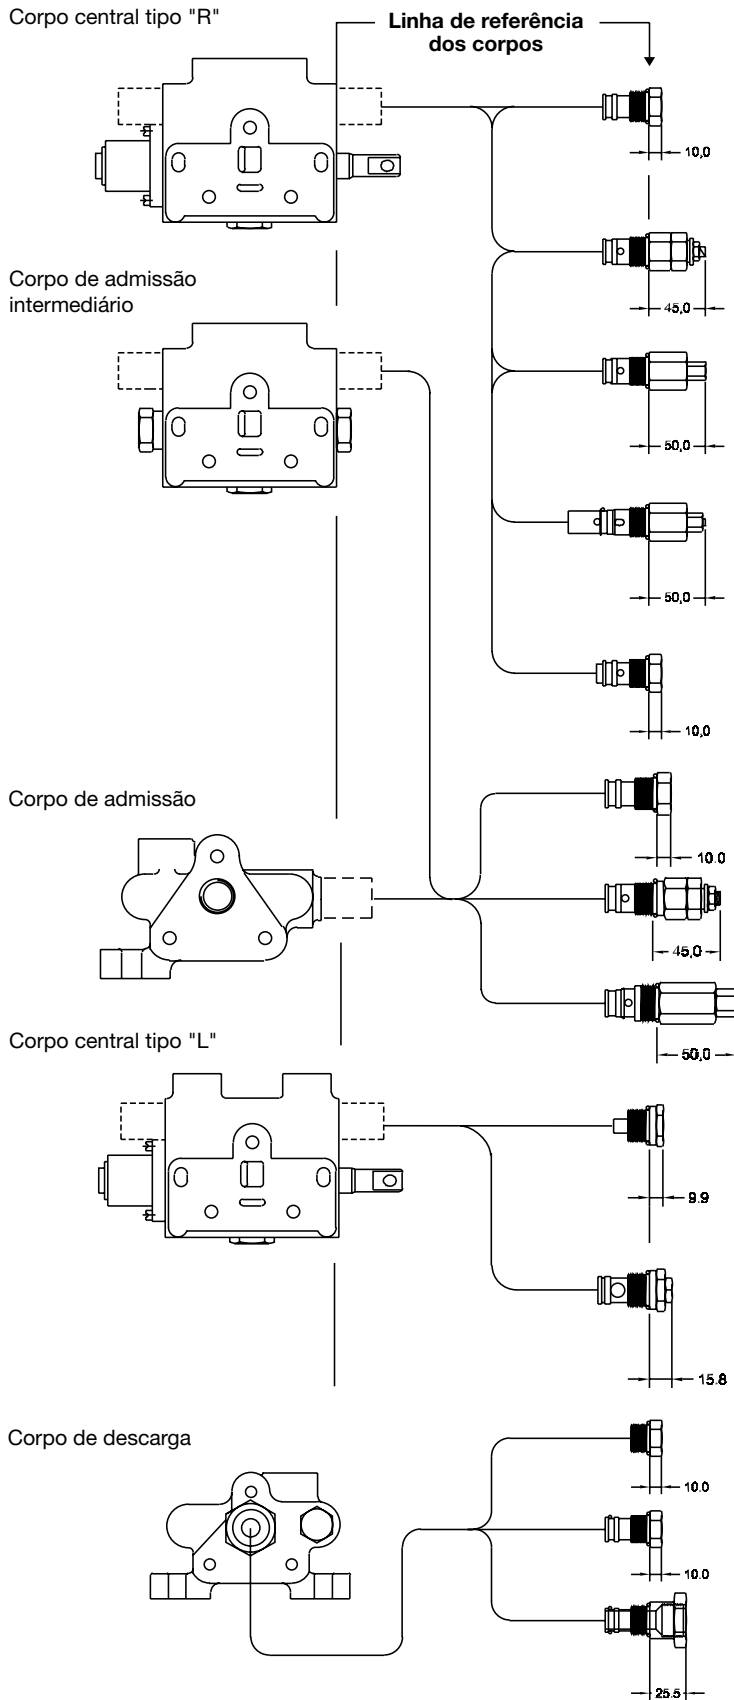 Corpo central tipo "R"
Linha de referência
dos corpos
10,0
Corpo de admissão
intermediário
45,0
50,0
50,0
10,0
Corpo de admissão
10.0
45,0
Corpo central tipo "L"
50,0
9.9
15.8
Corpo de descarga
10.0
10.0
25.5